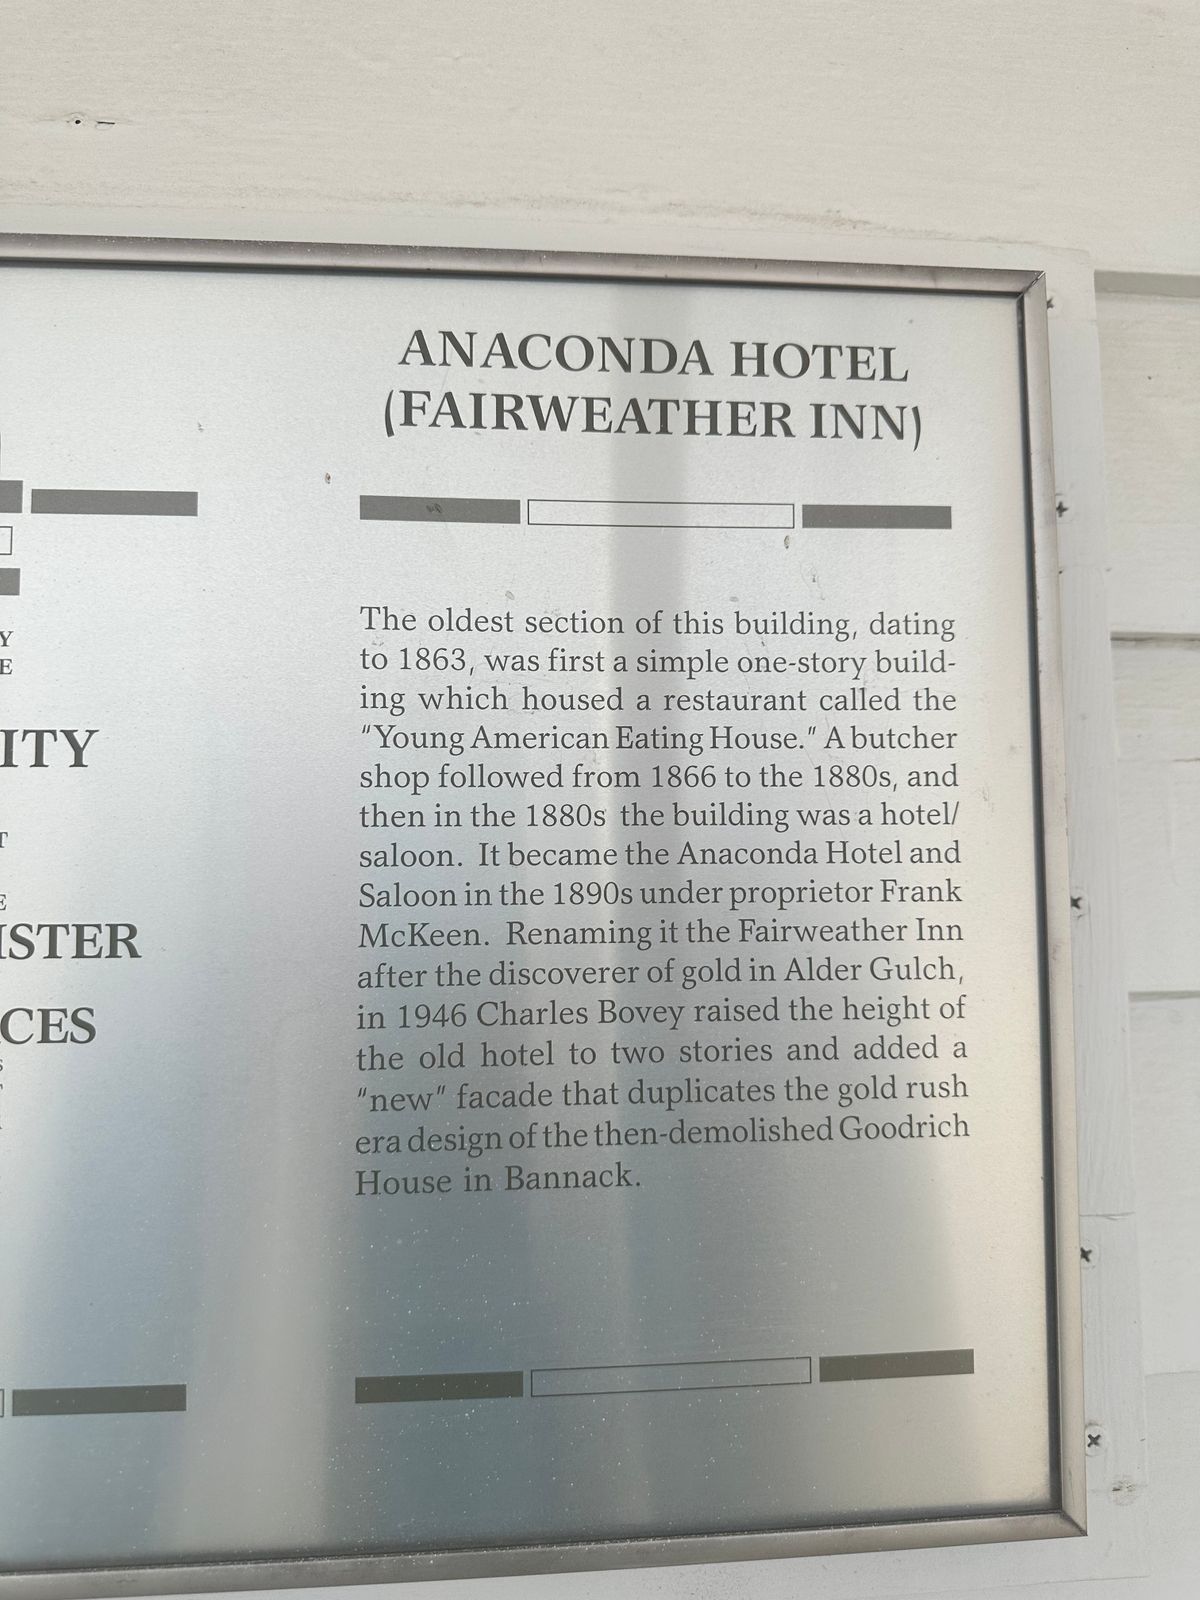 ANACONDA HOTEL
(FAIRWEATHER INN)
The oldest section of this building, dating
to 1863, was first a simple one-story build-
ing which housed a restaurant called the
"Young American Eating House." A butcher
shop followed from 1866 to the 1880s, and
then in the 1880s the building was a hotel/
saloon. It became the Anaconda Hotel and
Saloon in the 1890s under proprietor Frank
McKeen. Renaming it the Fairweather Inn
after the discoverer of gold in Alder Gulch,
in 1946 Charles Bovey raised the height of
the old hotel to two stories and added a
"new" facade that duplicates the gold rush
era design of the then-demolished Goodrich
House in Bannack.
Y
E
ITY
T
E
ISTER
CES